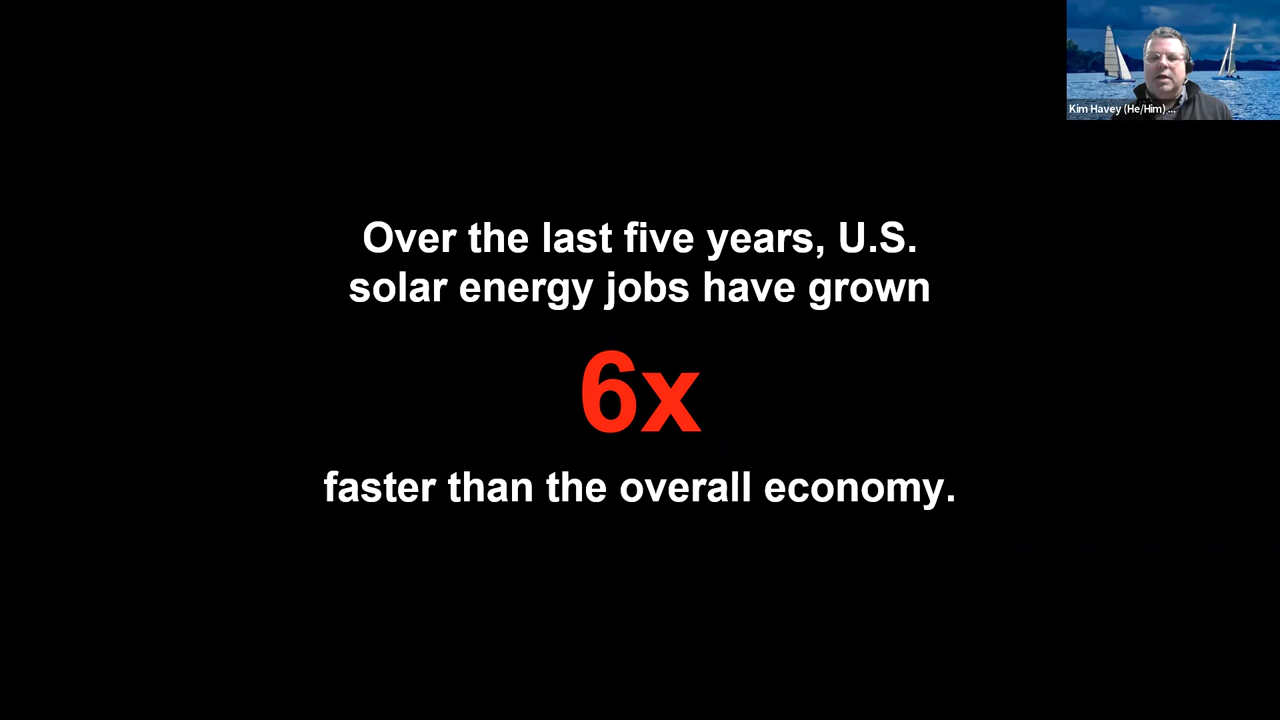 Kim Havey (He/Him) ...
Over the last five years, U.S.
solar energy jobs have grown
6x
faster than the overall economy.